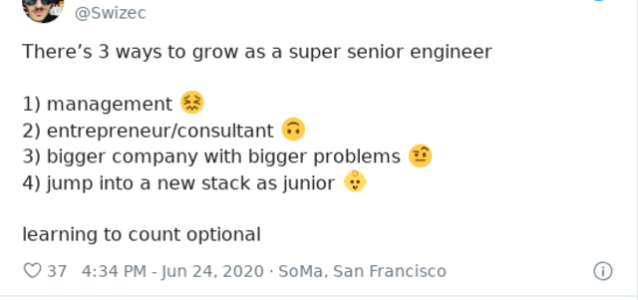 @Swizec
There’s 3 ways to grow as a super senior engineer
1) management 😖
2) entrepreneur/consultant 🙃
3) bigger company with bigger problems 🤨
4) jump into a new stack as junior 👶
learning to count optional
37 4:34 PM - Jun 24, 2020 · SoMa, San Francisco